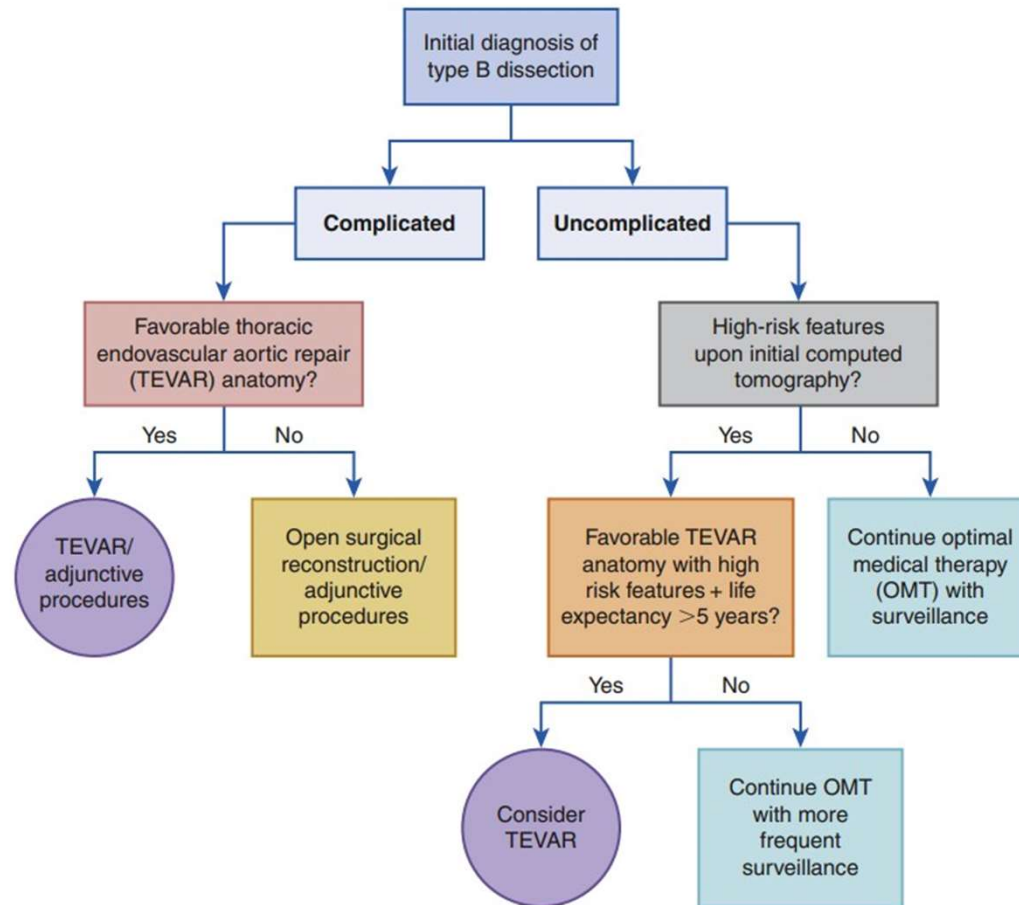 Initial diagnosis of
type B dissection
Complicated
Uncomplicated
Favorable thoracic
endovascular aortic repair
(TEVAR) anatomy?
High-risk features
upon initial computed
tomography?
Yes
No
Yes
No
TEVAR/
adjunctive
procedures
Open surgical
reconstruction/
adjunctive
procedures
Favorable TEVAR
anatomy with high
risk features + life
expectancy >5 years?
Continue optimal
medical therapy
(OMT) with
surveillance
Yes
No
Consider
TEVAR
Continue OMT
with more
frequent
surveillance